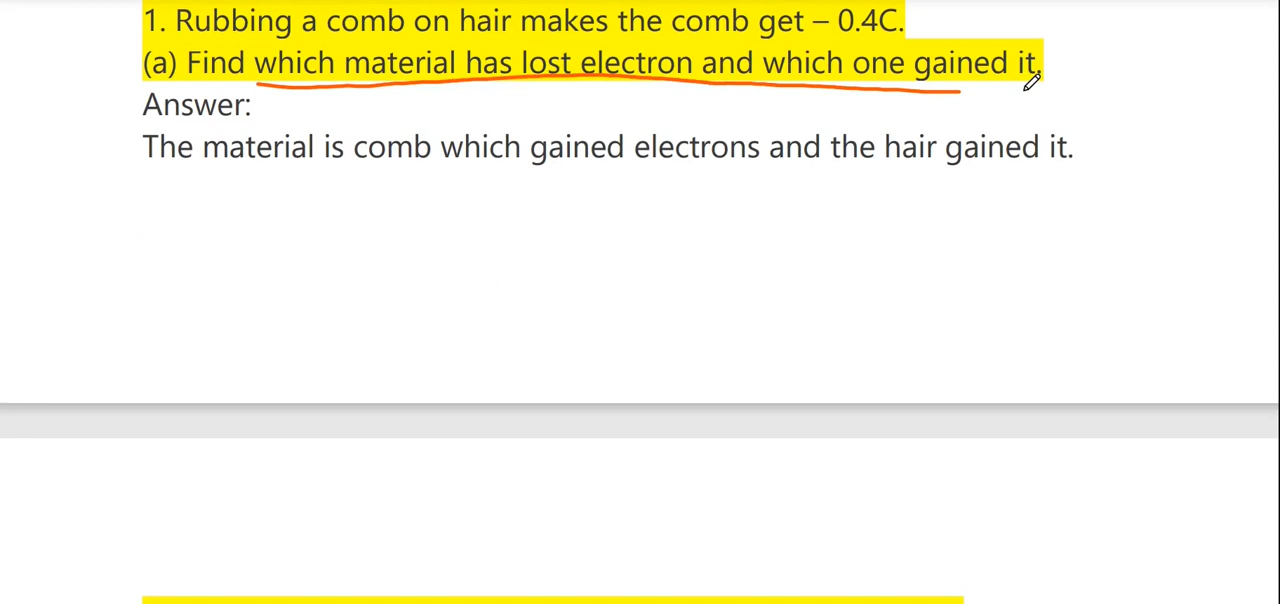 1. Rubbing a comb on hair makes the comb get – 0.4C.
(a) Find which material has lost electron and which one gained it.
Answer:
The material is comb which gained electrons and the hair gained it.